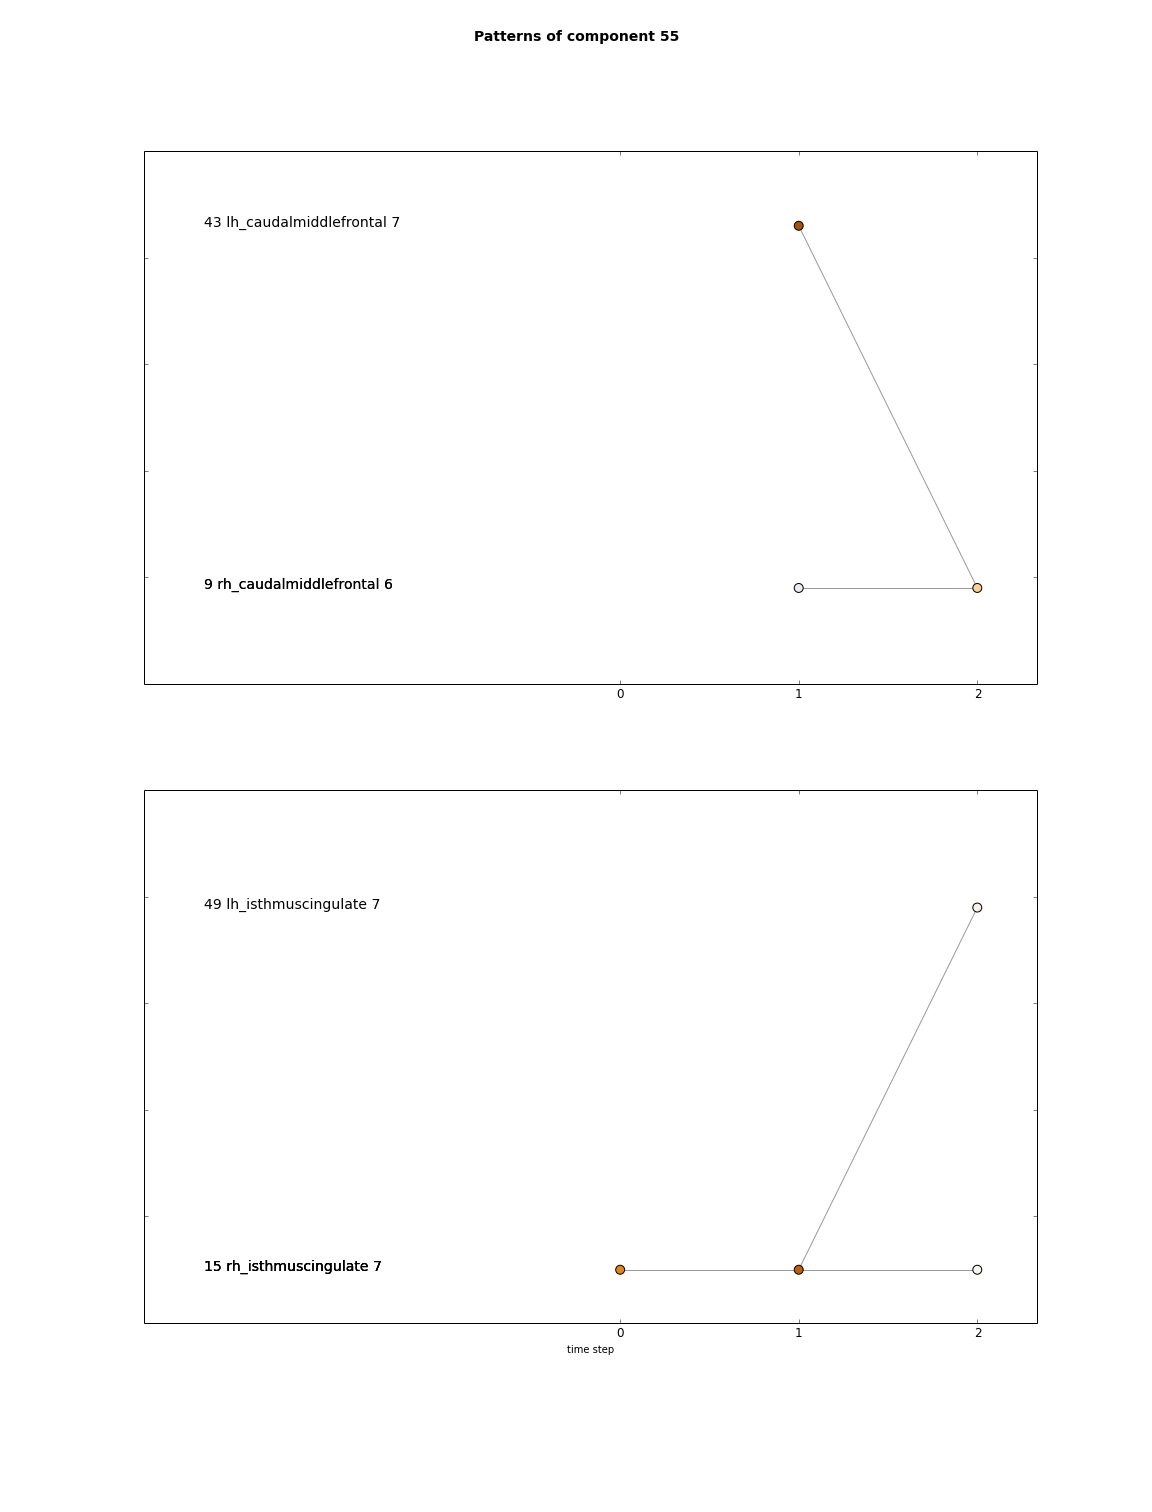 Patterns of component 55
43 lh_caudalmiddlefrontal 7
9 rh_caudalmiddlefrontal 6
0 1 2
49 lh_isthmuscingulate 7
15 rh_isthmuscingulate 7
0 1 2
time step